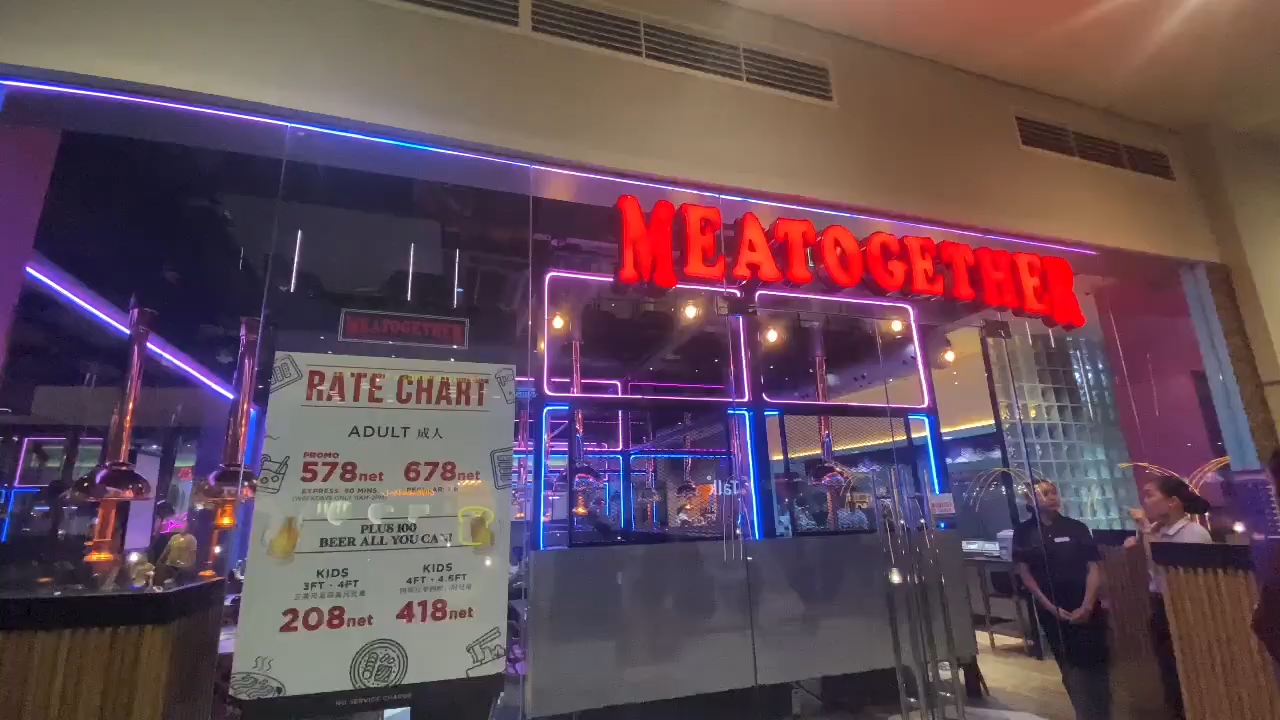 MEATOGETHER
MEATOGETHER
RATE CHART
ADULT 成人
PROMO
578net 678net
EXPRESS: 90 MINS
PLUS 100
BEER ALL YOU CAN!
KIDS KIDS
3FT - 4FT 4FT - 4.6FT
208net 418net
NO SERVICE CHARGE